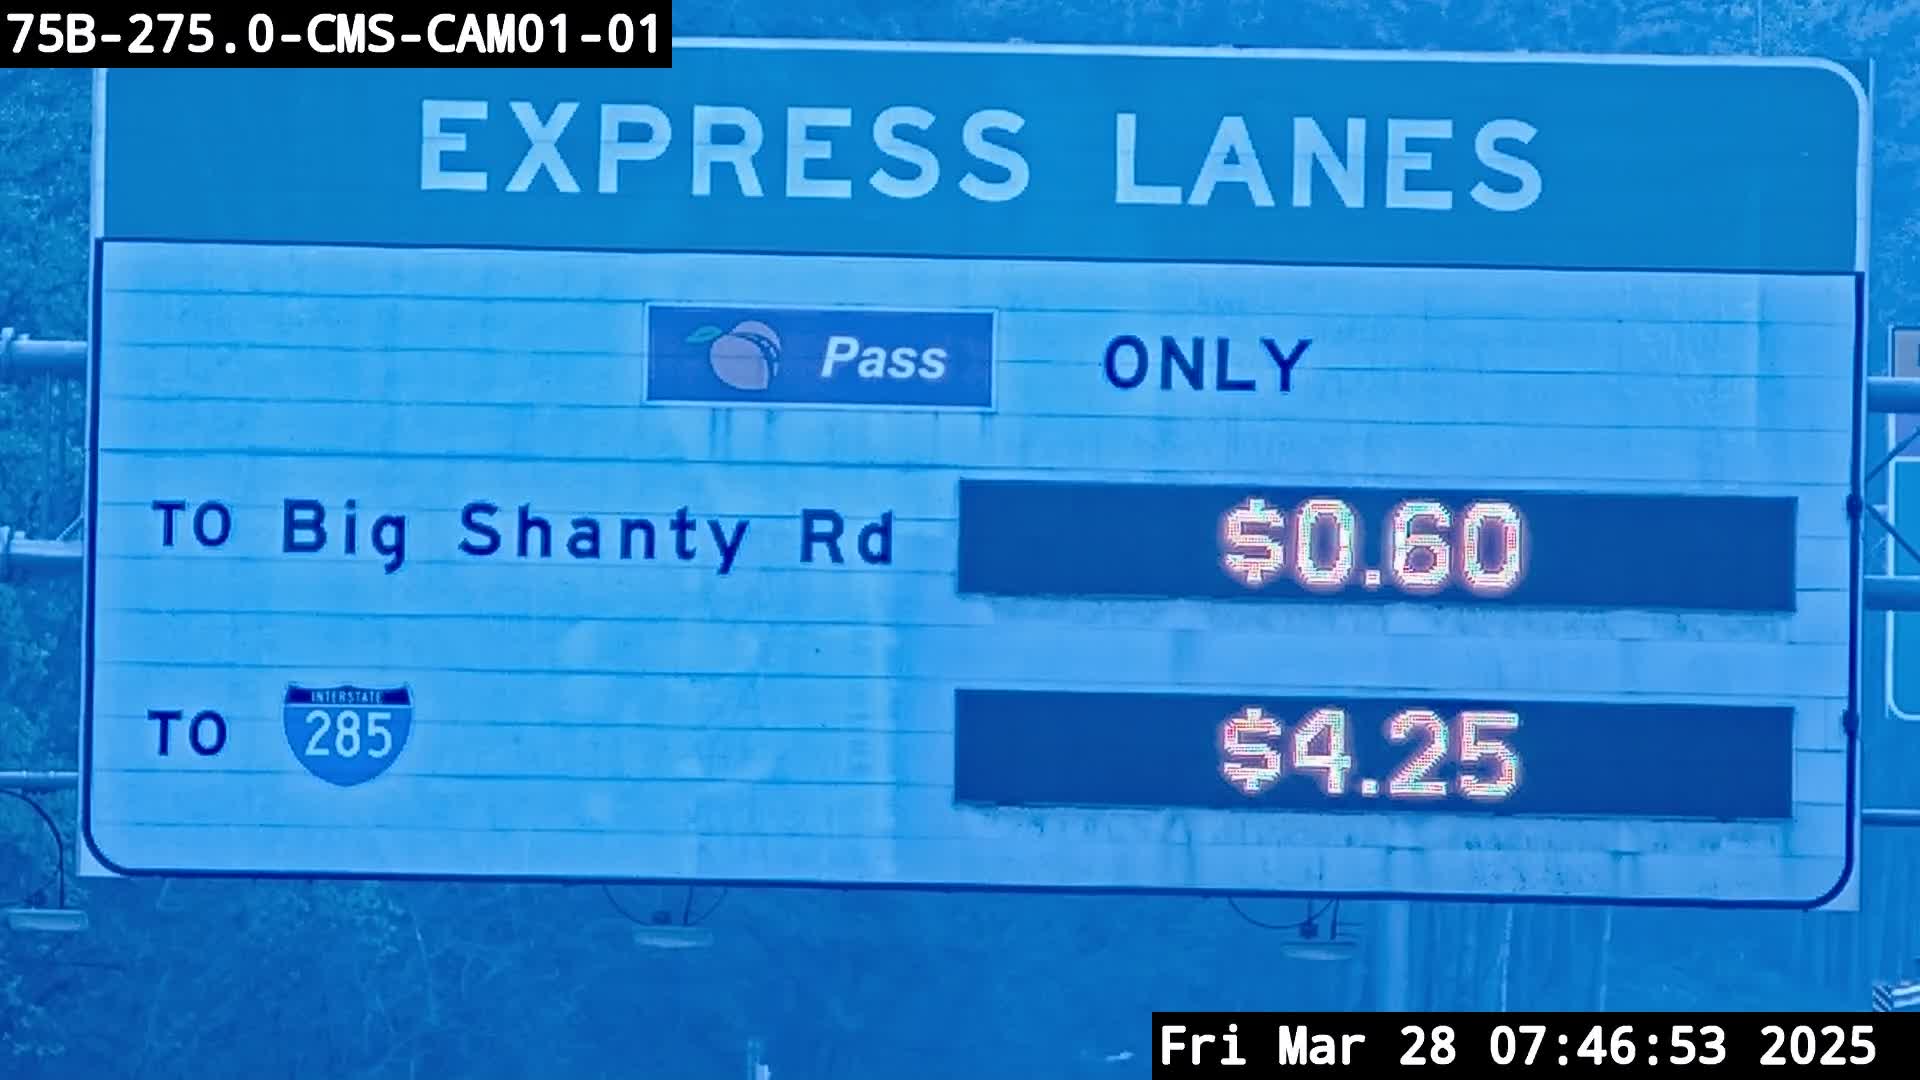 75B-275.0-CMS-CAM01-01
EXPRESS LANES
Pass ONLY
TO Big Shanty Rd $0.60
TO INTERSTATE 285 $4.25
Fri Mar 28 07:46:53 2025